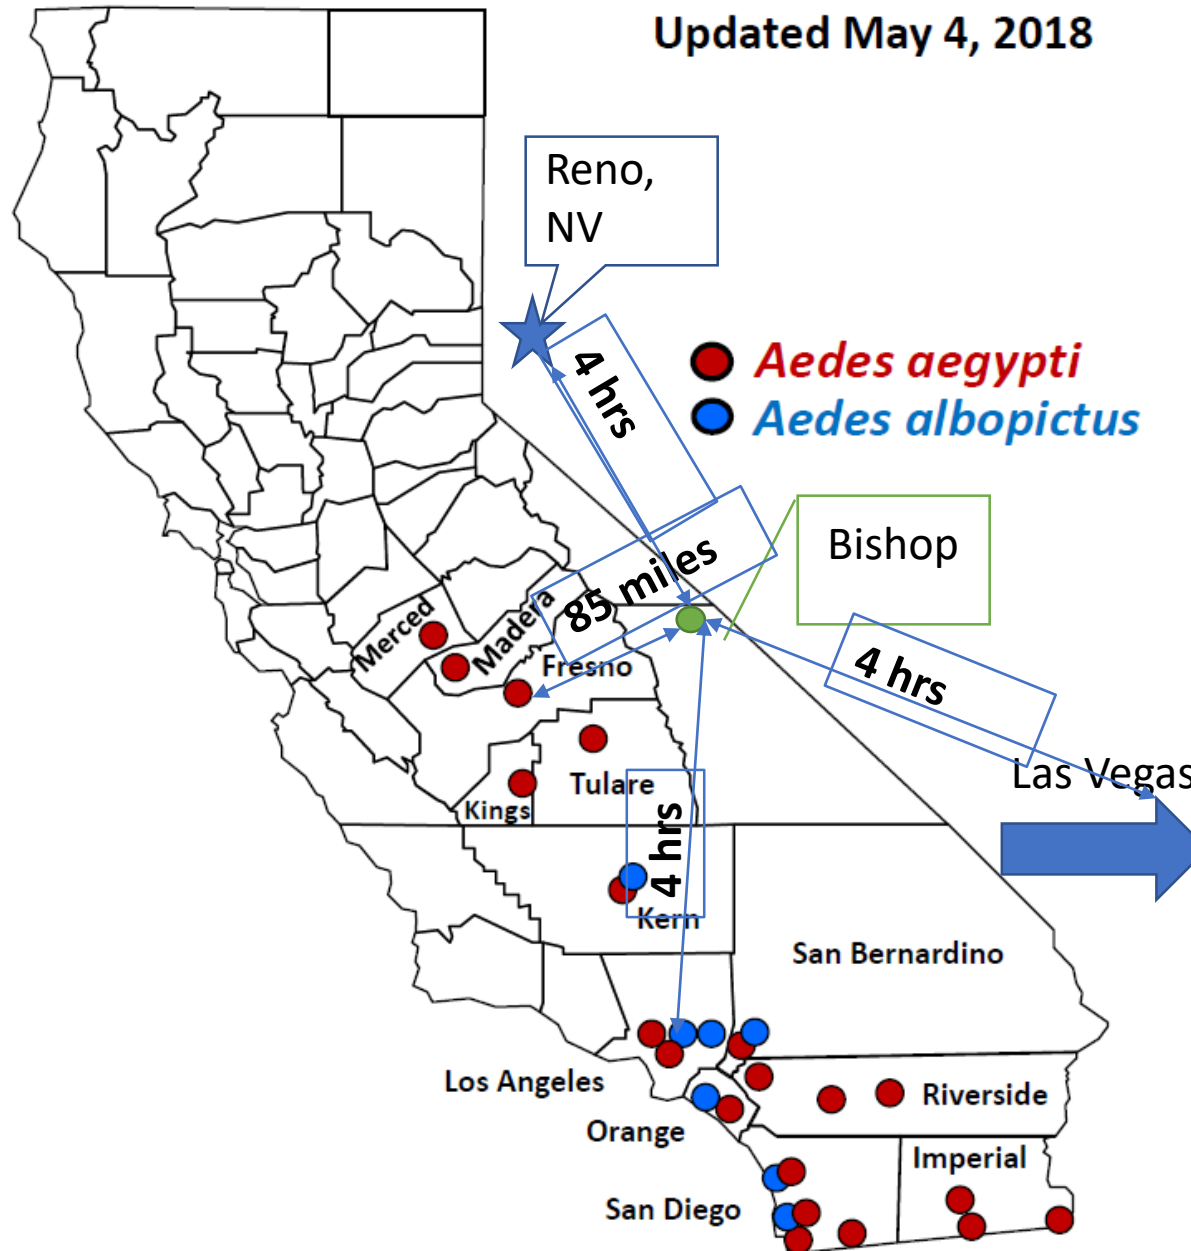 Updated May 4, 2018
Reno,
NV
4 hrs
Aedes aegypti
Aedes albopictus
85 miles
Bishop
Merced
Madera
Fresno
4 hrs
Las Vegas
Tulare
Kings
4 hrs
Kern
San Bernardino
Los Angeles
Riverside
Orange
Imperial
San Diego